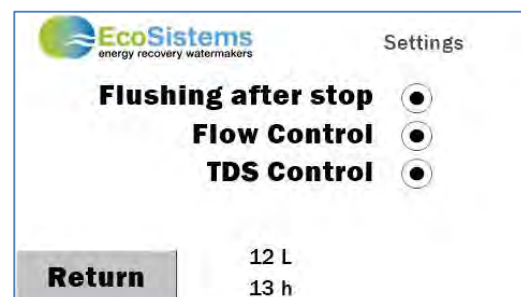 EcoSistems
energy recovery watermakers
Settings
Flushing after stop
Flow Control
TDS Control
12 L
Return
13 h